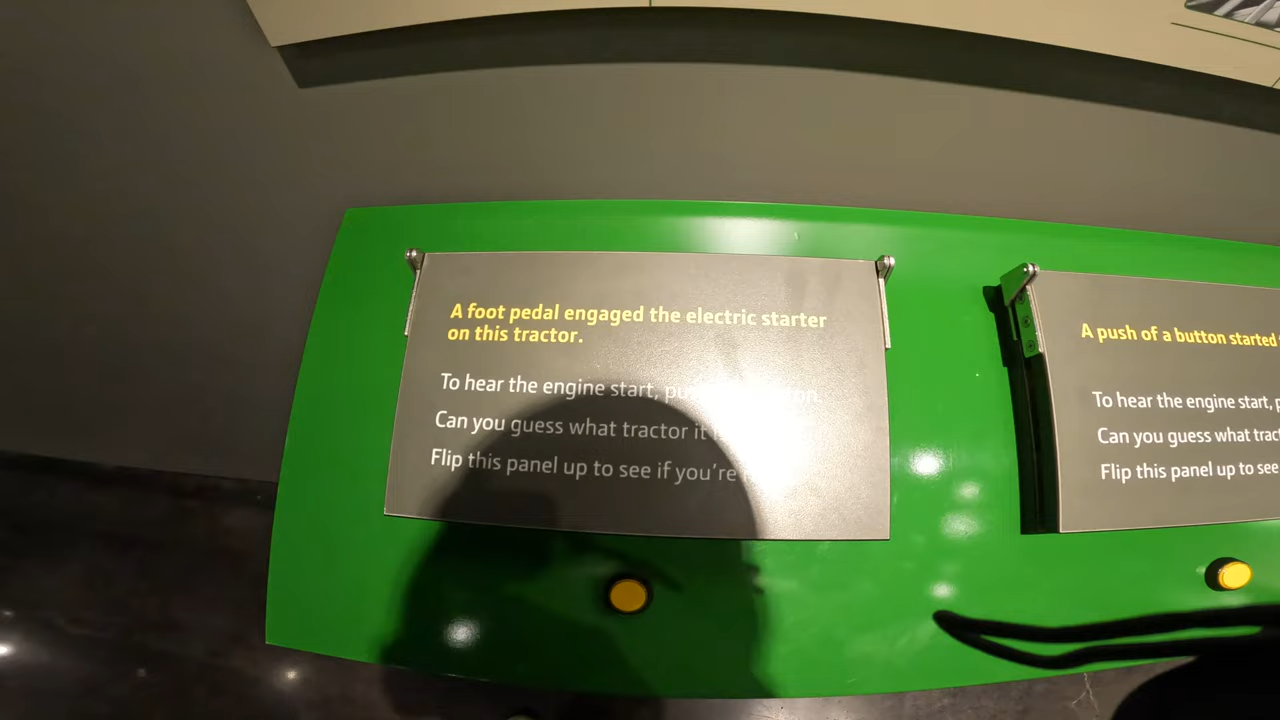 A foot pedal engaged the electric starter
on this tractor.
To hear the engine start,
Can you guess what tractor it
Flip this panel up to see if you're
A push of a button started
To hear the engine start,
Can you guess what
Flip this panel up to see